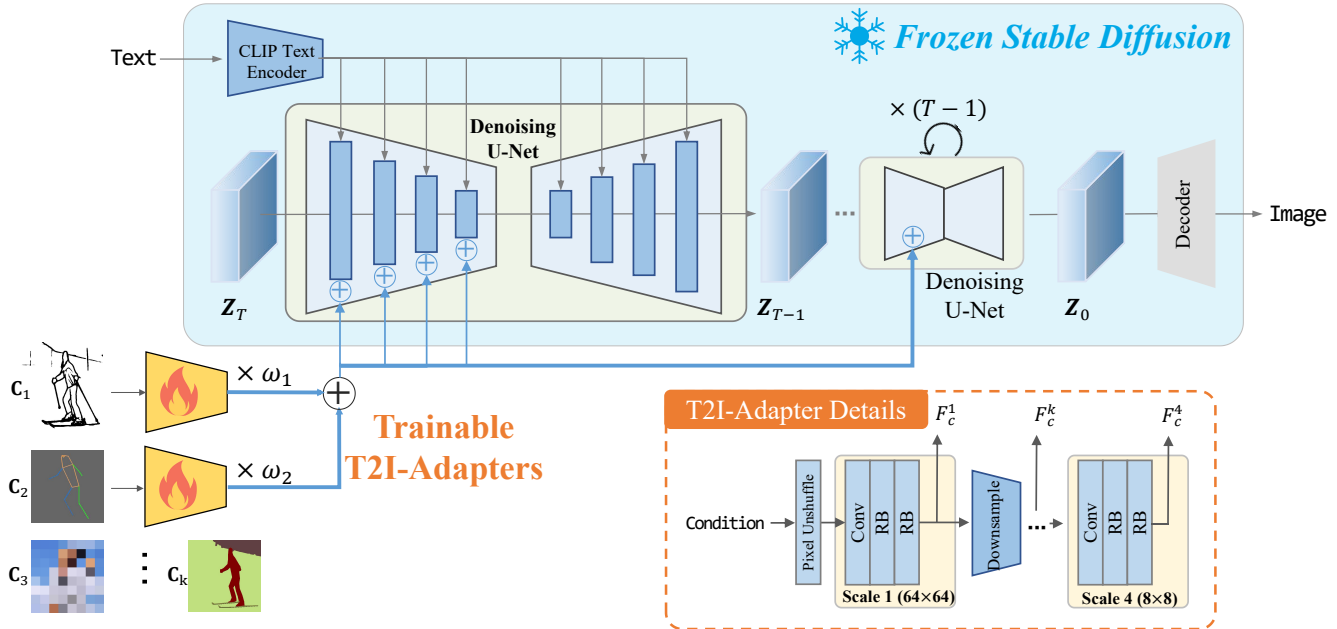 Frozen Stable Diffusion
Text
CLIP Text
Encoder
× (T − 1)
Denoising
U-Net
Image
Decoder
Denoising
U-Net
Z_T
Z_{T−1}
Z_0
C_1
× ω_1
Trainable
T2I-Adapters
C_2
× ω_2
C_3
C_k
T2I-Adapter Details
F_c^1
F_c^k
F_c^4
Condition
Pixel Unshuffle
Conv
RB
RB
Downsample
...
Conv
RB
RB
Scale 1 (64×64)
Scale 4 (8×8)